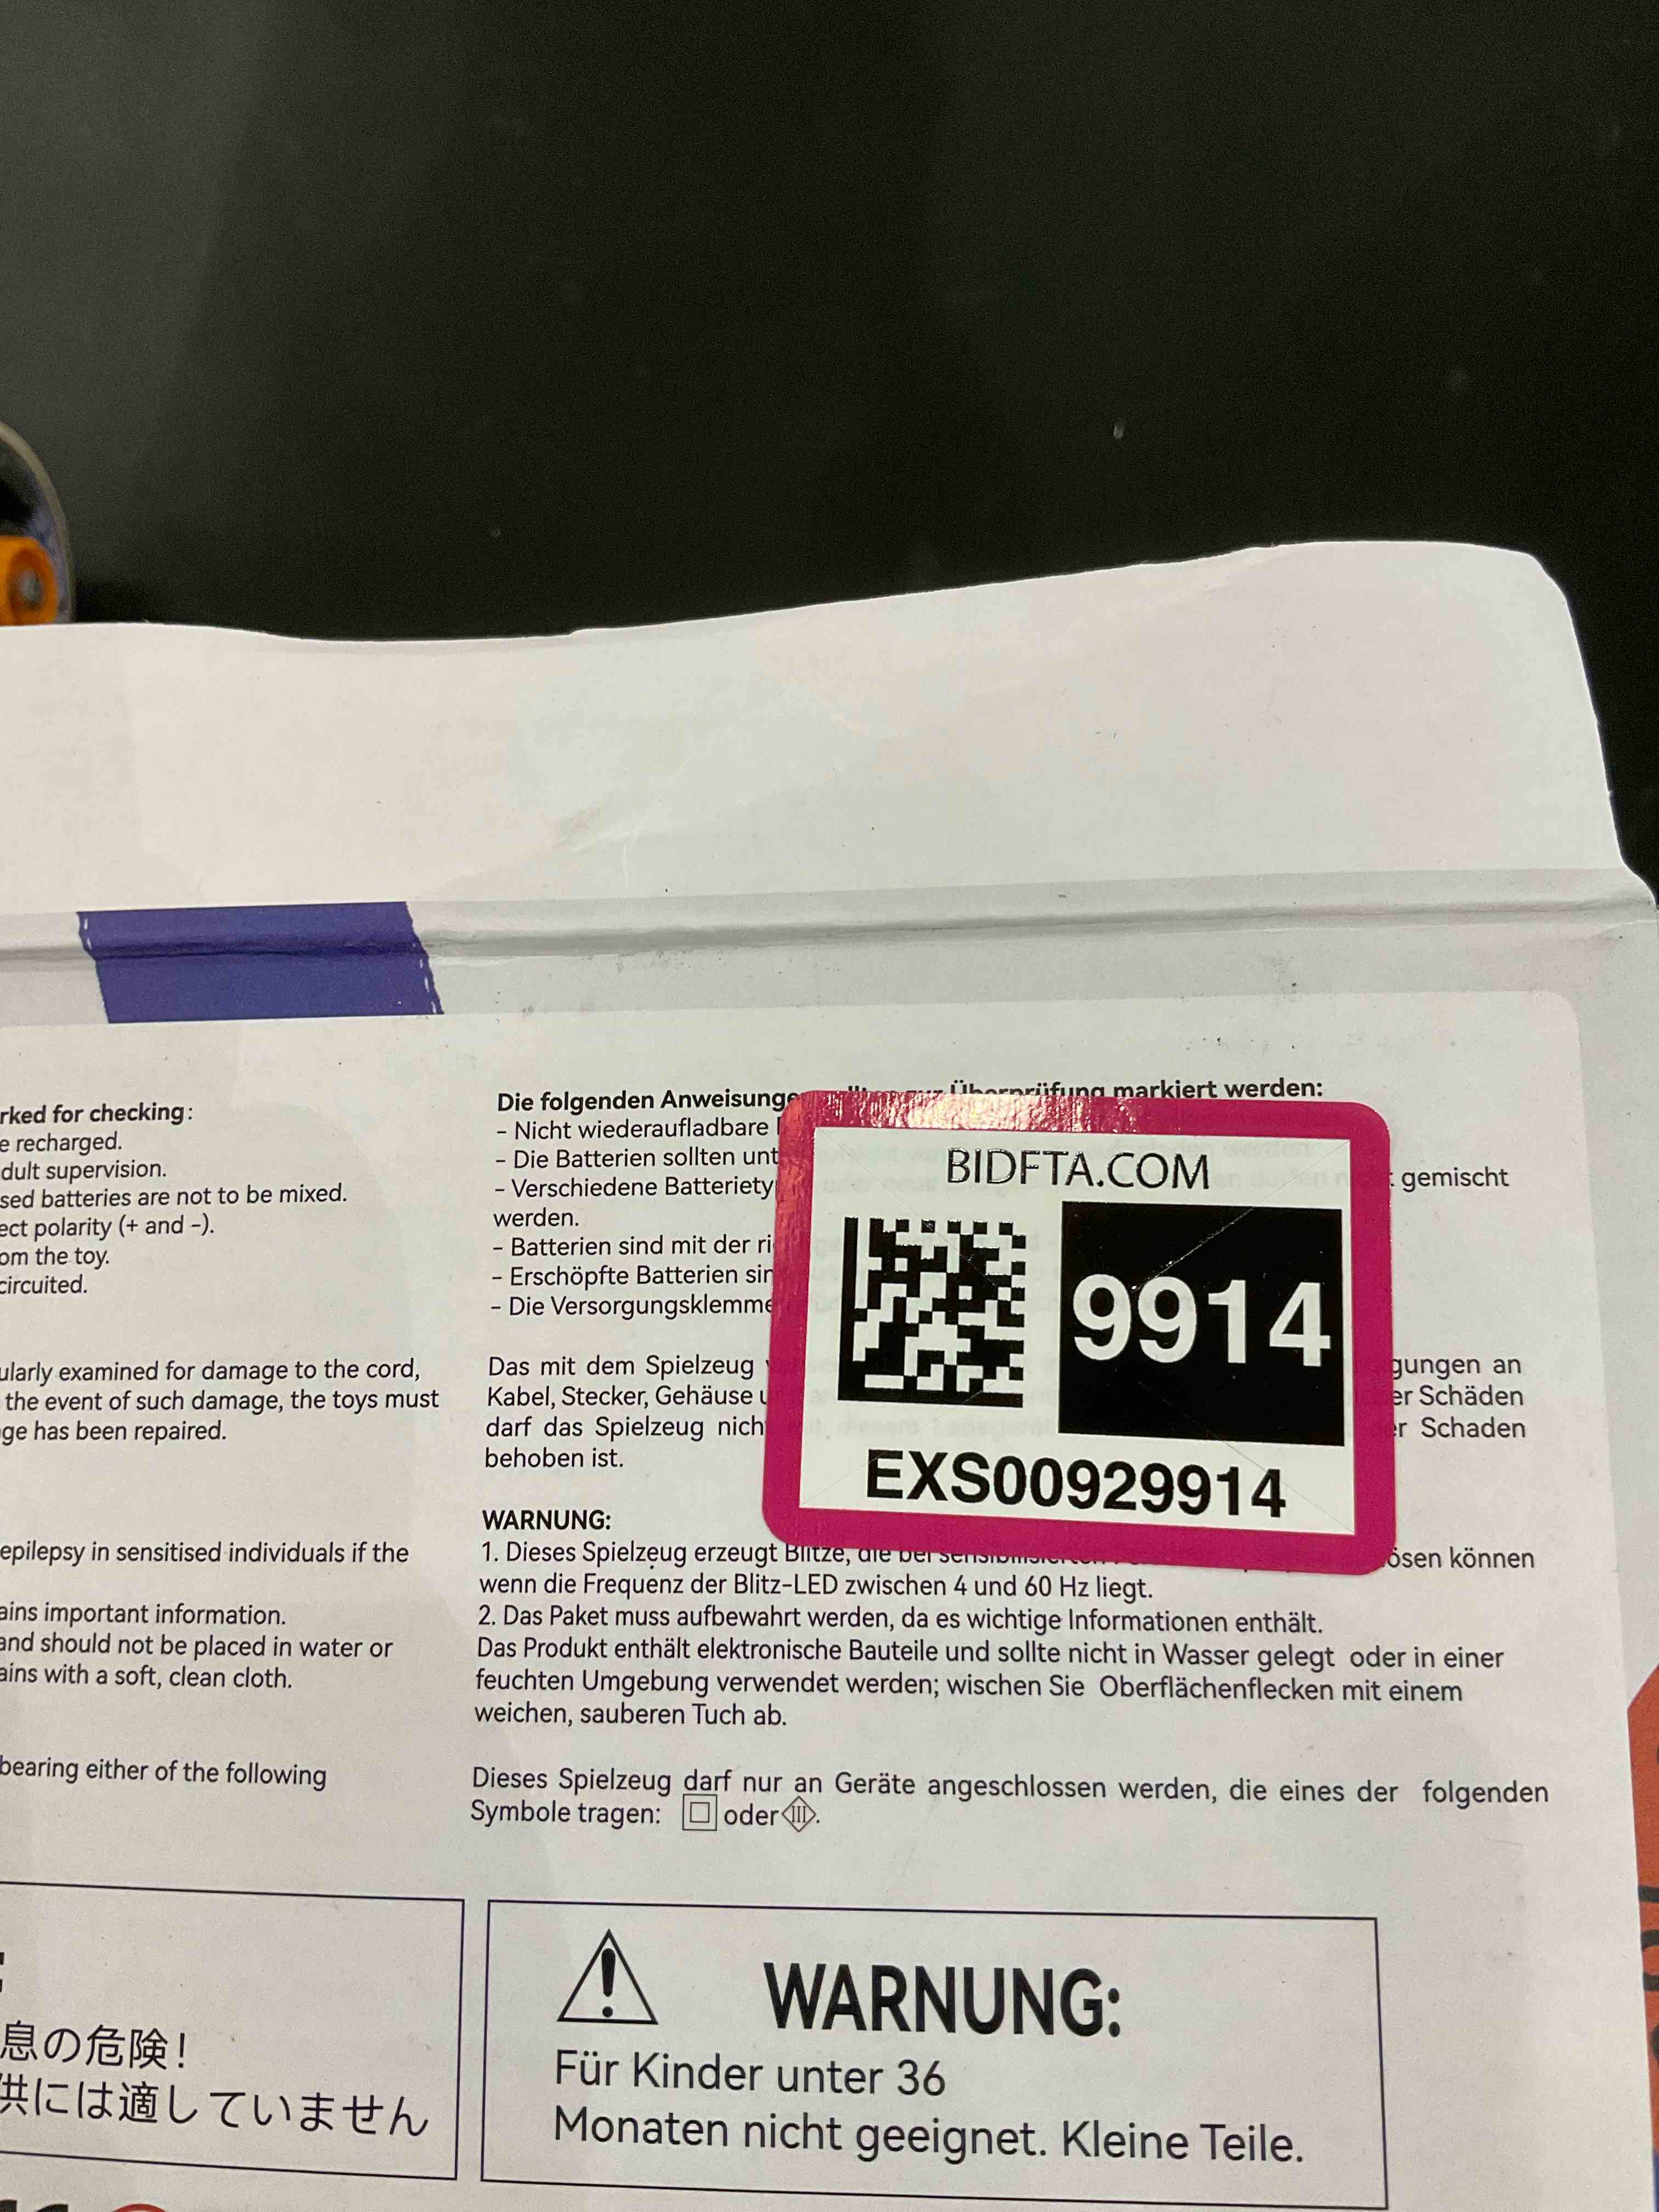 rked for checking:
e recharged.
dult supervision.
sed batteries are not to be mixed.
ect polarity (+ and –).
om the toy.
circuited.
ularly examined for damage to the cord,
the event of such damage, the toys must
ge has been repaired.
epilepsy in sensitised individuals if the
ains important information.
and should not be placed in water or
ains with a soft, clean cloth.
bearing either of the following
Die folgenden Anweisunge zur Überprüfung markiert werden:
– Nicht wiederaufladbare
– Die Batterien sollten unt
– Verschiedene Batteriety gemischt
werden.
– Batterien sind mit der ri
– Erschöpfte Batterien sin
– Die Versorgungsklemme
Das mit dem Spielzeug gungen an
Kabel, Stecker, Gehäuse u er Schäden
darf das Spielzeug nich r Schaden
behoben ist.
BIDFTA.COM
9914
EXS00929914
WARNUNG:
1. Dieses Spielzeug erzeugt Blitze, die bei ösen können
wenn die Frequenz der Blitz-LED zwischen 4 und 60 Hz liegt.
2. Das Paket muss aufbewahrt werden, da es wichtige Informationen enthält.
Das Produkt enthält elektronische Bauteile und sollte nicht in Wasser gelegt oder in einer
feuchten Umgebung verwendet werden; wischen Sie Oberflächenflecken mit einem
weichen, sauberen Tuch ab.
Dieses Spielzeug darf nur an Geräte angeschlossen werden, die eines der folgenden
Symbole tragen: oder .
息の危険!
供には適していません
WARNUNG:
Für Kinder unter 36
Monaten nicht geeignet. Kleine Teile.